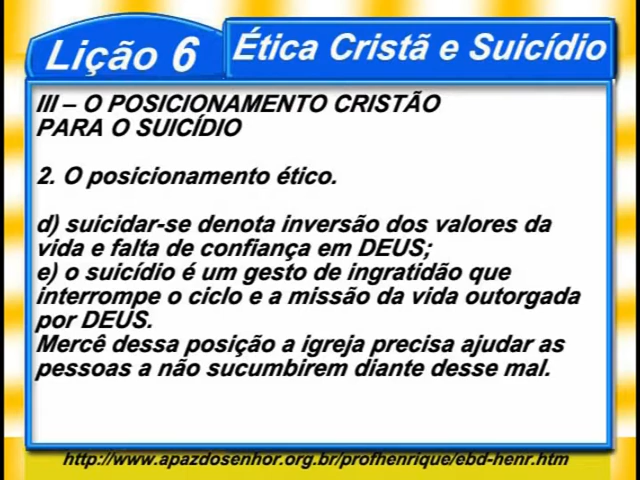 Lição 6
Ética Cristã e Suicídio
III – O POSICIONAMENTO CRISTÃO
PARA O SUICÍDIO
2. O posicionamento ético.
d) suicidar-se denota inversão dos valores da
vida e falta de confiança em DEUS;
e) o suicídio é um gesto de ingratidão que
interrompe o ciclo e a missão da vida outorgada
por DEUS.
Mercê dessa posição a igreja precisa ajudar as
pessoas a não sucumbirem diante desse mal.
http://www.apazdosenhor.org.br/profhenrique/ebd-henr.htm